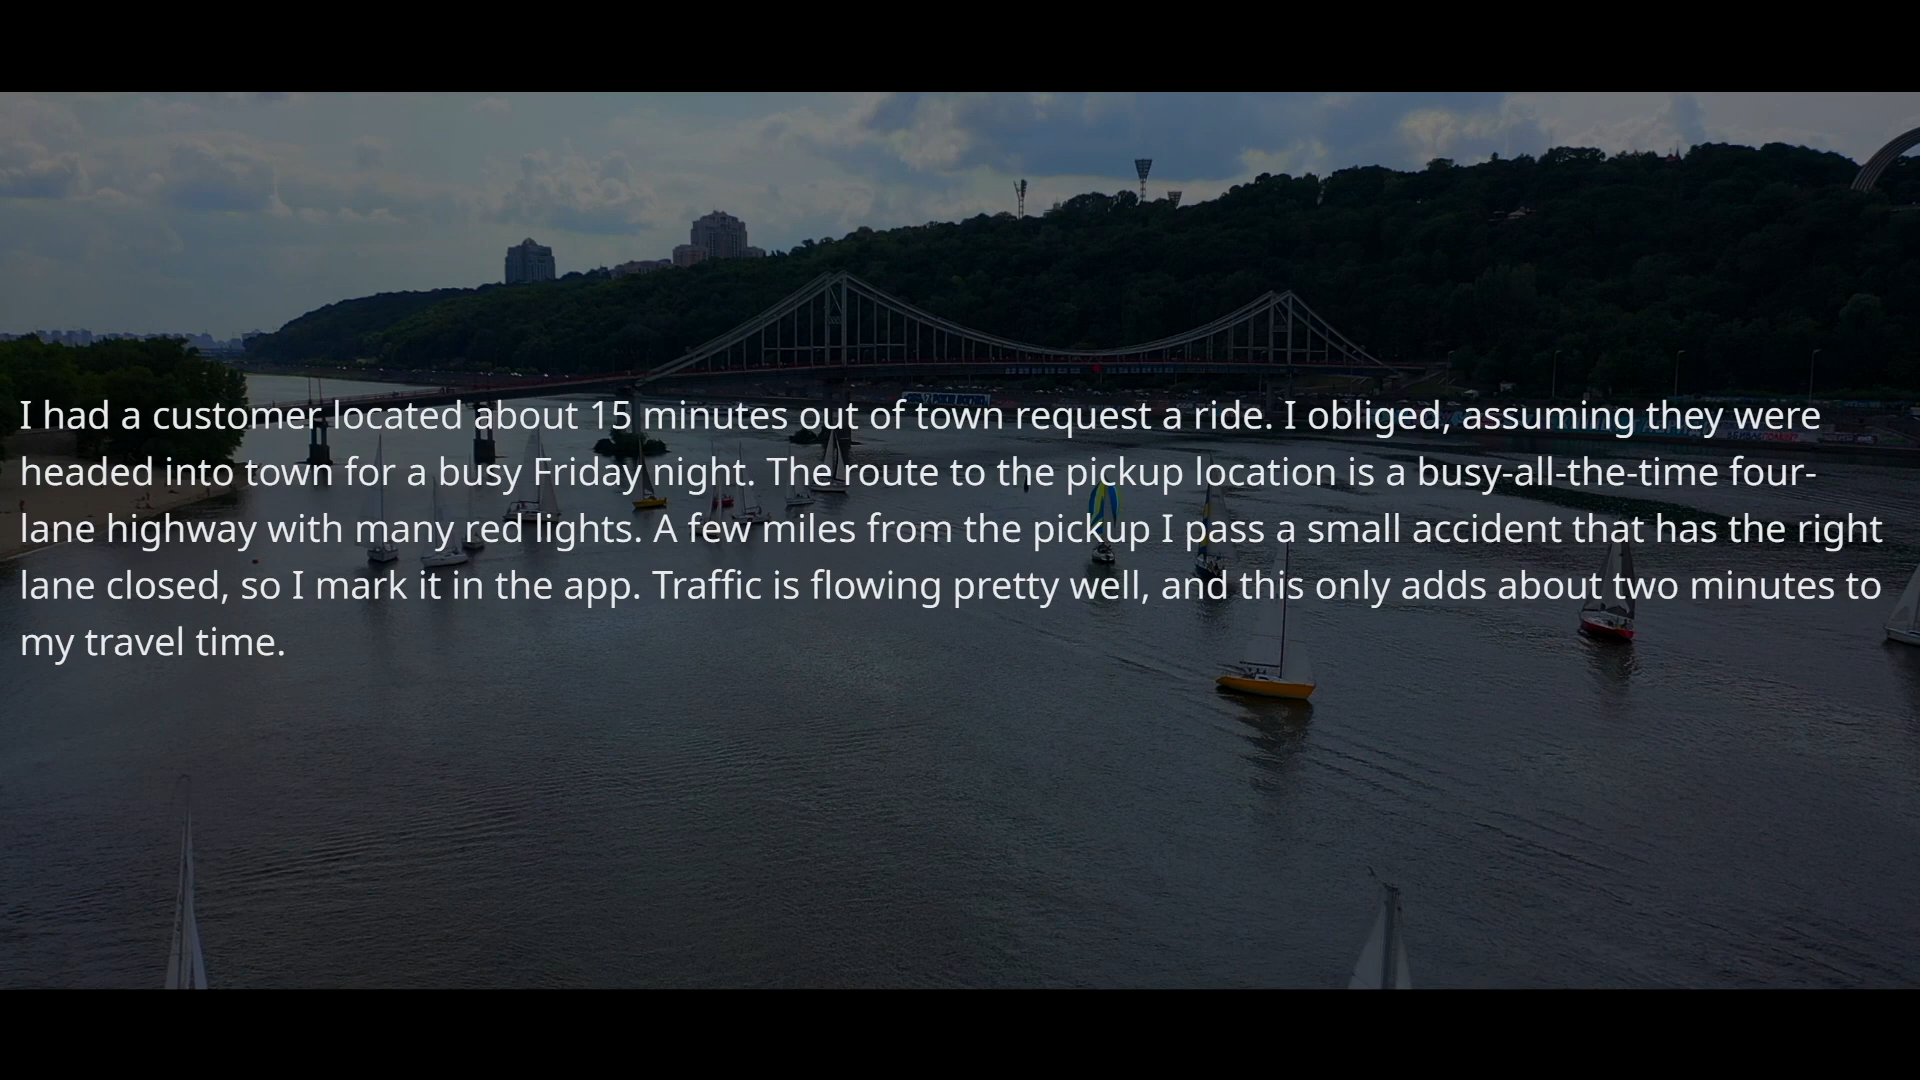 I had a customer located about 15 minutes out of town request a ride. I obliged, assuming they were
headed into town for a busy Friday night. The route to the pickup location is a busy-all-the-time four-
lane highway with many red lights. A few miles from the pickup I pass a small accident that has the right
lane closed, so I mark it in the app. Traffic is flowing pretty well, and this only adds about two minutes to
my travel time.